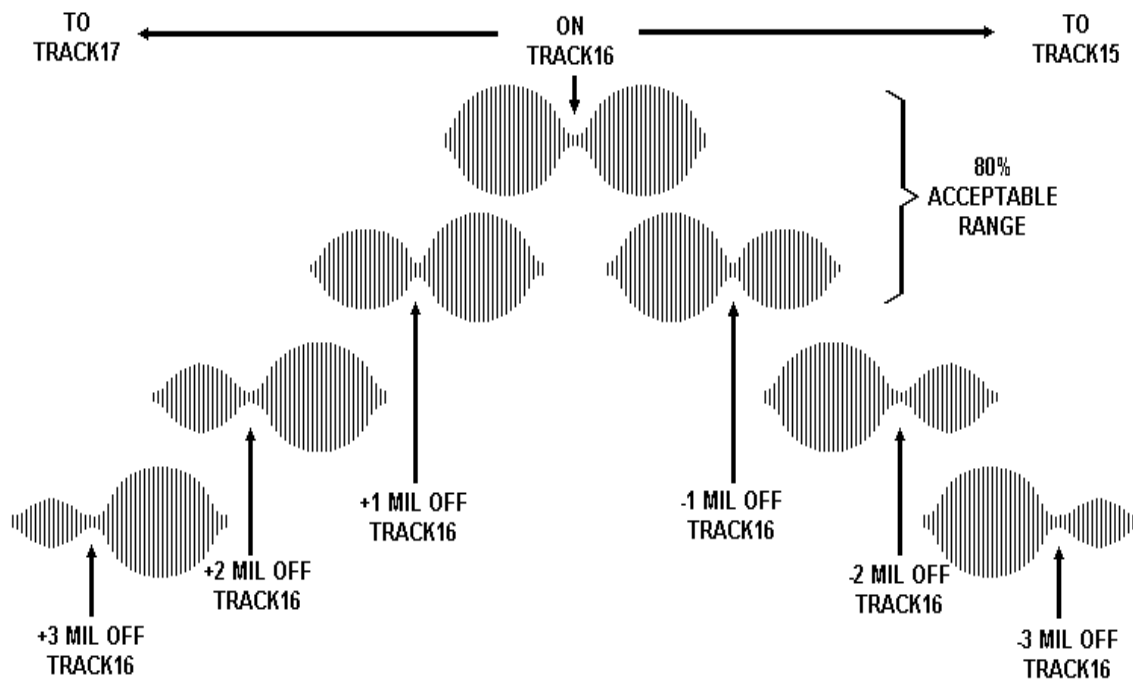 TO
TRACK17
ON
TRACK16
TO
TRACK15
80%
ACCEPTABLE
RANGE
+1 MIL OFF
TRACK16
-1 MIL OFF
TRACK16
+2 MIL OFF
TRACK16
-2 MIL OFF
TRACK16
+3 MIL OFF
TRACK16
-3 MIL OFF
TRACK16